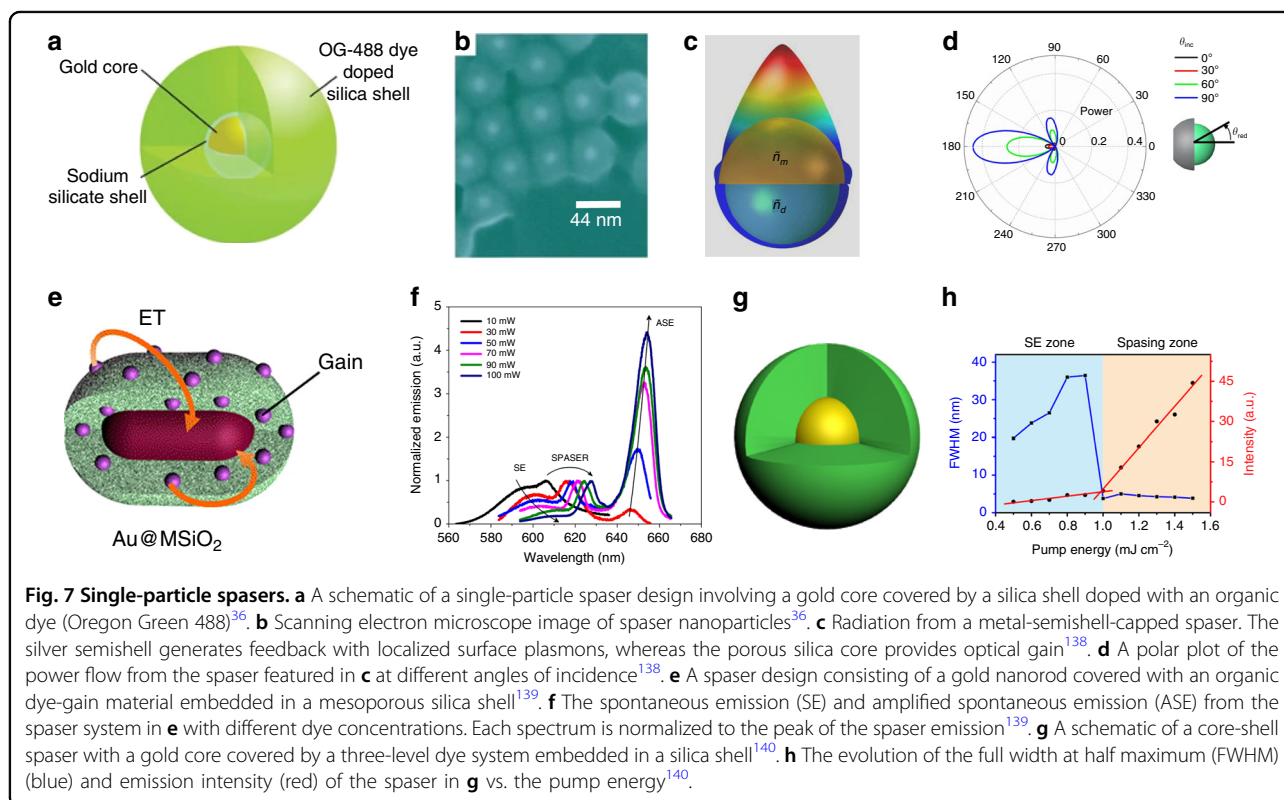 a
Gold core
OG-488 dye
doped
silica shell
Sodium
silicate shell
b
44 nm
c
ñm
ñd
d
90
120
60
150
30
180
0
210
330
240
300
270
Power
0
0.2
0.4
θinc
0°
30°
60°
90°
θred
e
ET
Gain
Au@MSiO2
f
Normalized emission (a.u.)
5
4
3
2
1
0
10 mW
30 mW
50 mW
70 mW
90 mW
100 mW
ASE
SE
SPASER
560 580 600 620 640 660 680
Wavelength (nm)
g
h
SE zone Spasing zone
FWHM (nm)
40
30
20
10
5
0
Intensity (a.u.)
45
30
15
0
0.4 0.6 0.8 1.0 1.2 1.4 1.6
Pump energy (mJ cm−2)
Fig. 7 Single-particle spasers. a A schematic of a single-particle spaser design involving a gold core covered by a silica shell doped with an organic
dye (Oregon Green 488)36. b Scanning electron microscope image of spaser nanoparticles36. c Radiation from a metal-semishell-capped spaser. The
silver semishell generates feedback with localized surface plasmons, whereas the porous silica core provides optical gain138. d A polar plot of the
power flow from the spaser featured in c at different angles of incidence138. e A spaser design consisting of a gold nanorod covered with an organic
dye-gain material embedded in a mesoporous silica shell139. f The spontaneous emission (SE) and amplified spontaneous emission (ASE) from the
spaser system in e with different dye concentrations. Each spectrum is normalized to the peak of the spaser emission139. g A schematic of a core-shell
spaser with a gold core covered by a three-level dye system embedded in a silica shell140. h The evolution of the full width at half maximum (FWHM)
(blue) and emission intensity (red) of the spaser in g vs. the pump energy140.